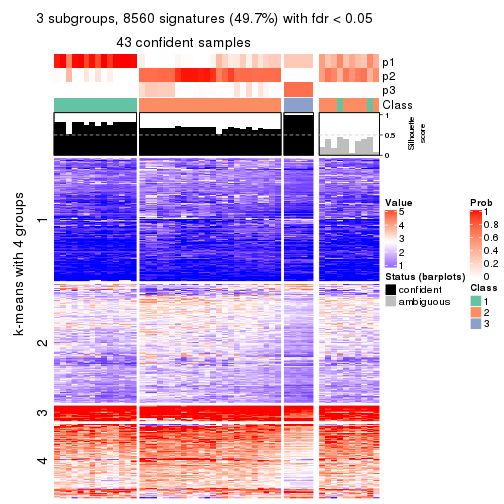 3 subgroups, 8560 signatures (49.7%) with fdr < 0.05
43 confident samples
p1
p2
p3
Class
1
0.5
0
Silhouette
score
k-means with 4 groups
1
2
3
4
Value
5
4
3
2
1
Status (barplots)
confident
ambiguous
Prob
1
0.8
0.6
0.4
0.2
0
Class
1
2
3